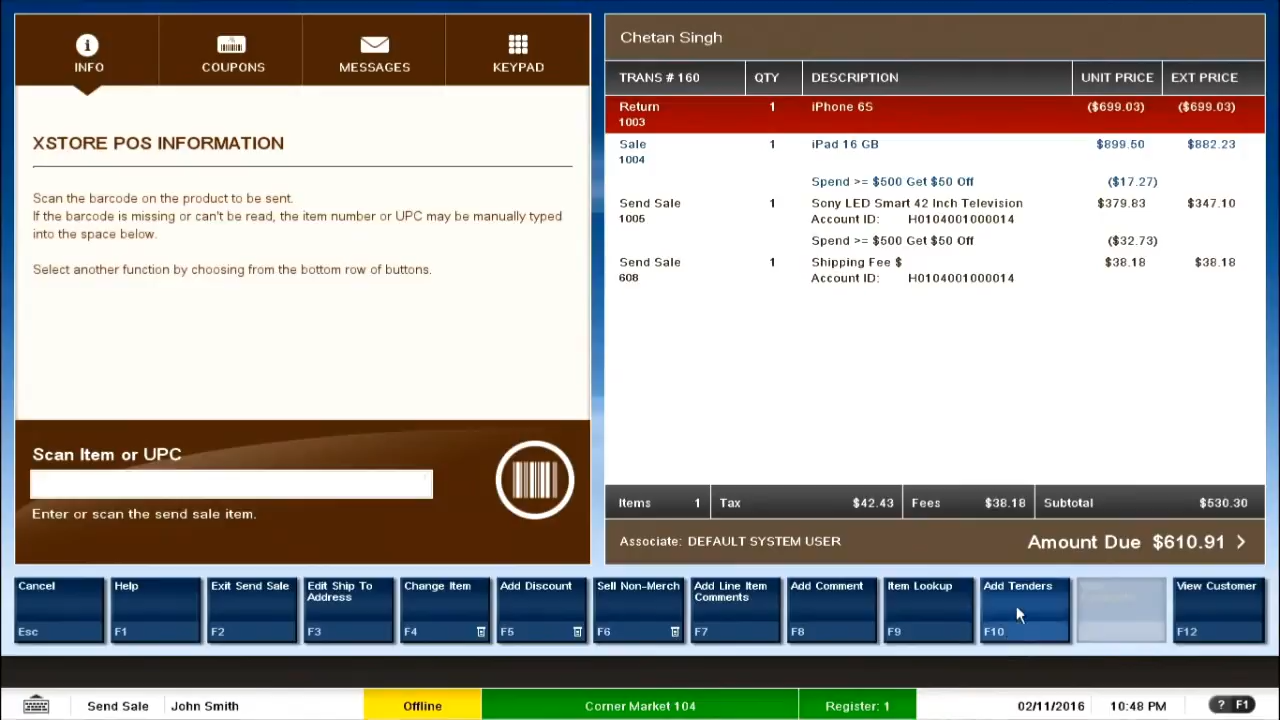 INFO
COUPONS
MESSAGES
KEYPAD
XSTORE POS INFORMATION
Scan the barcode on the product to be sent.
If the barcode is missing or can't be read, the item number or UPC may be manually typed
into the space below.
Select another function by choosing from the bottom row of buttons.
Scan Item or UPC
Enter or scan the send sale item.
Chetan Singh
TRANS # 160 QTY DESCRIPTION UNIT PRICE EXT PRICE
Return 1 iPhone 6S ($699.03) ($699.03)
1003
Sale 1 iPad 16 GB $899.50 $882.23
1004
Spend >= $500 Get $50 Off ($17.27)
Send Sale 1 Sony LED Smart 42 Inch Television $379.83 $347.10
1005 Account ID: H0104001000014
Spend >= $500 Get $50 Off ($32.73)
Send Sale 1 Shipping Fee $ $38.18 $38.18
608 Account ID: H0104001000014
Items 1 Tax $42.43 Fees $38.18 Subtotal $530.30
Associate: DEFAULT SYSTEM USER Amount Due $610.91 >
Cancel
Esc
Help
F1
Exit Send Sale
F2
Edit Ship To
Address
F3
Change Item
F4
Add Discount
F5
Sell Non-Merch
F6
Add Line Item
Comments
F7
Add Comment
F8
Item Lookup
F9
Add Tenders
F10
View Customer
F12
Send Sale John Smith Offline Corner Market 104 Register: 1 02/11/2016 10:48 PM ? F1